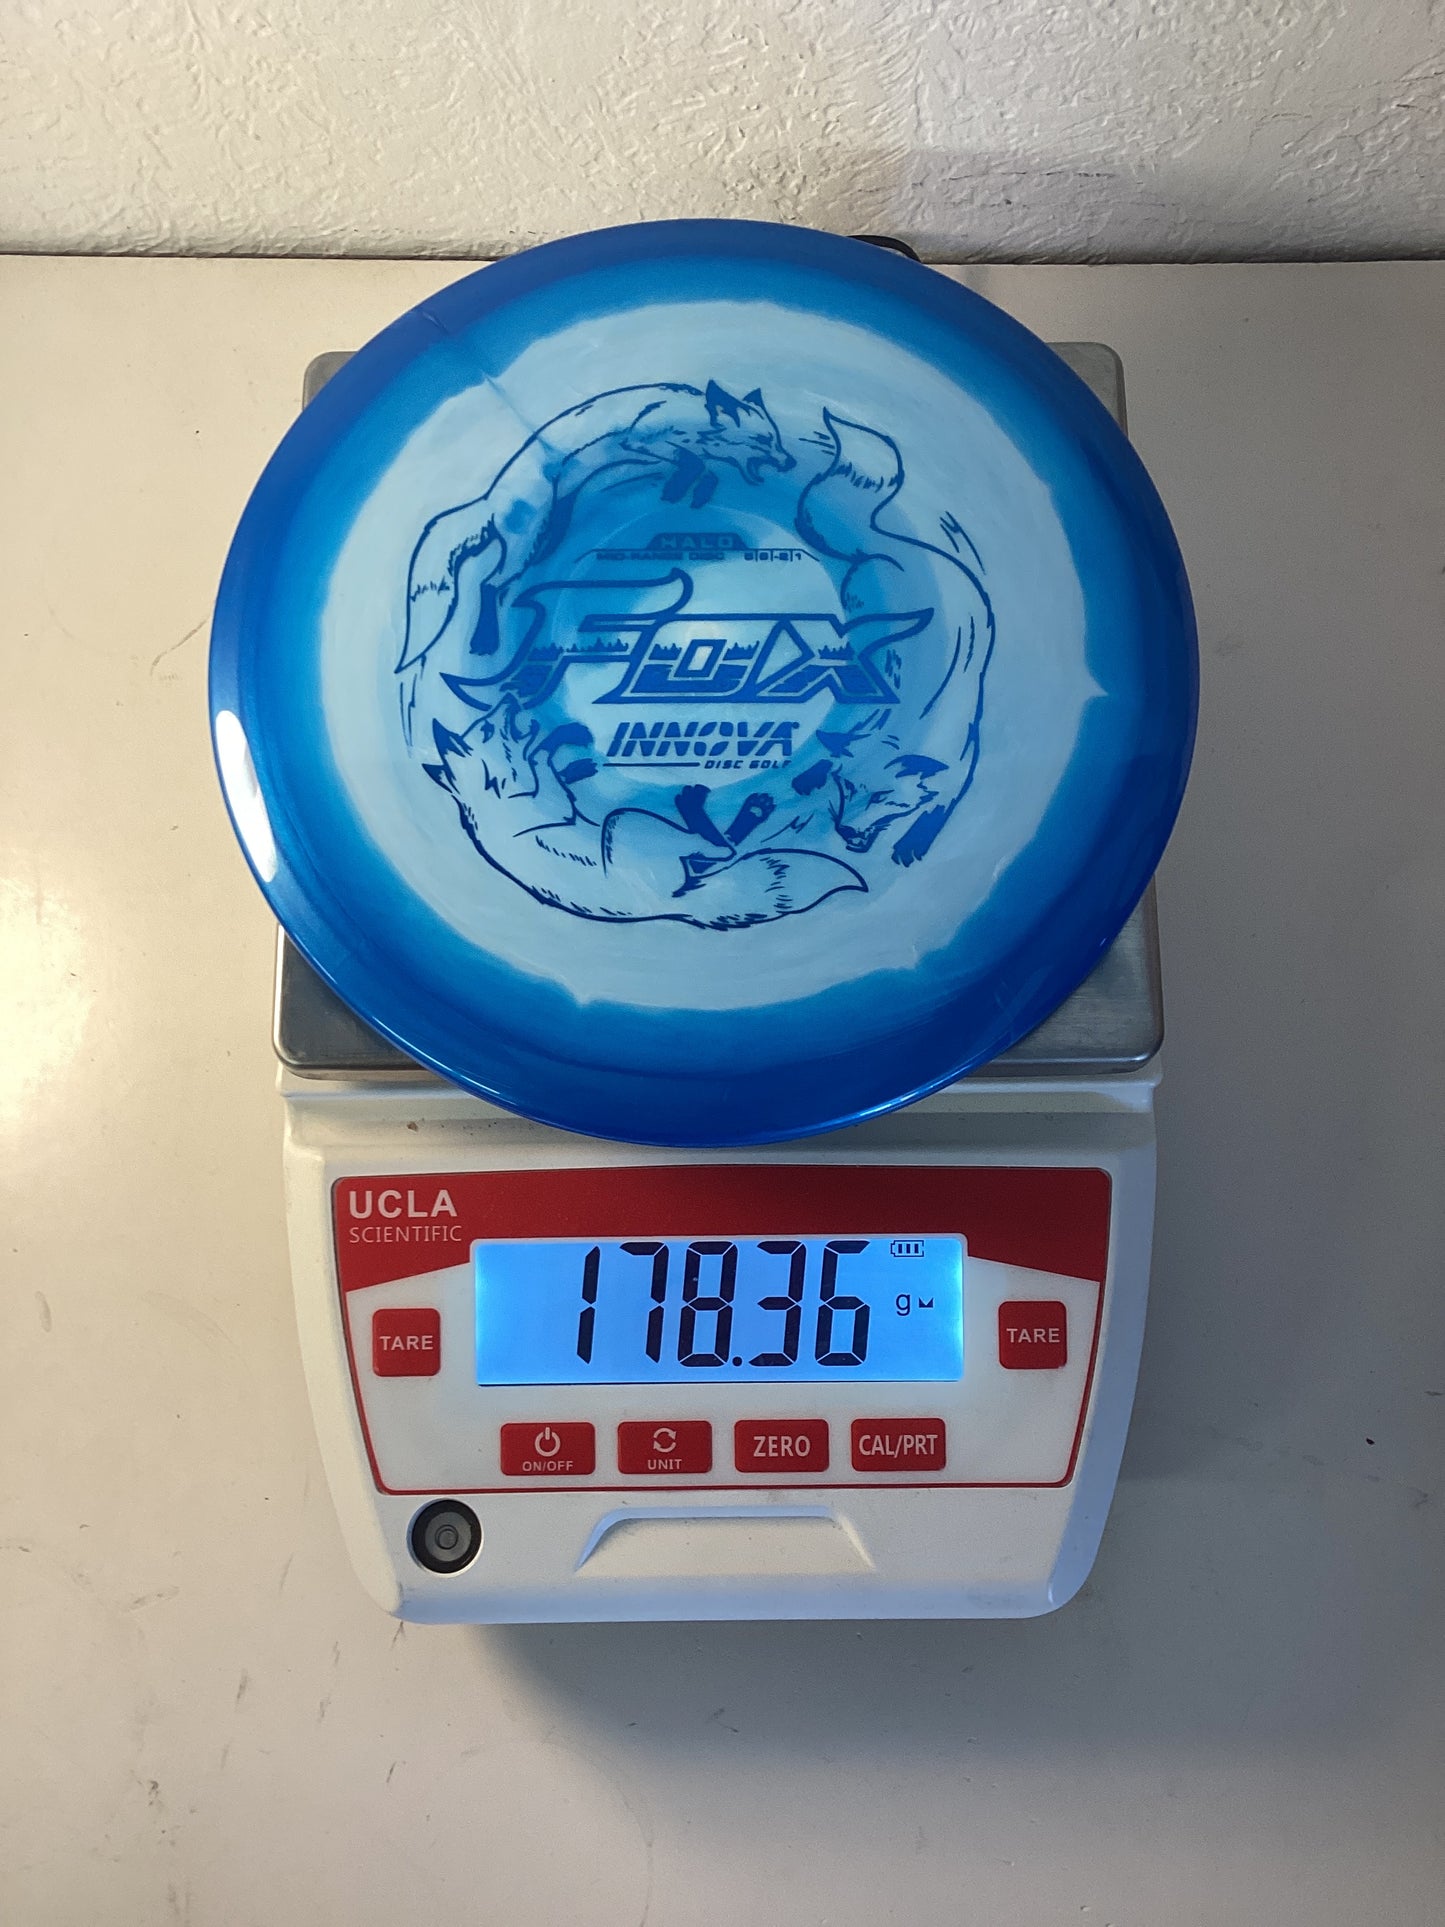 HALO
MID-RANGE DISC
FOX
INNOVA
DISC GOLF
UCLA
SCIENTIFIC
178.36 g
TARE
TARE
ON/OFF
UNIT
ZERO
CAL/PRT